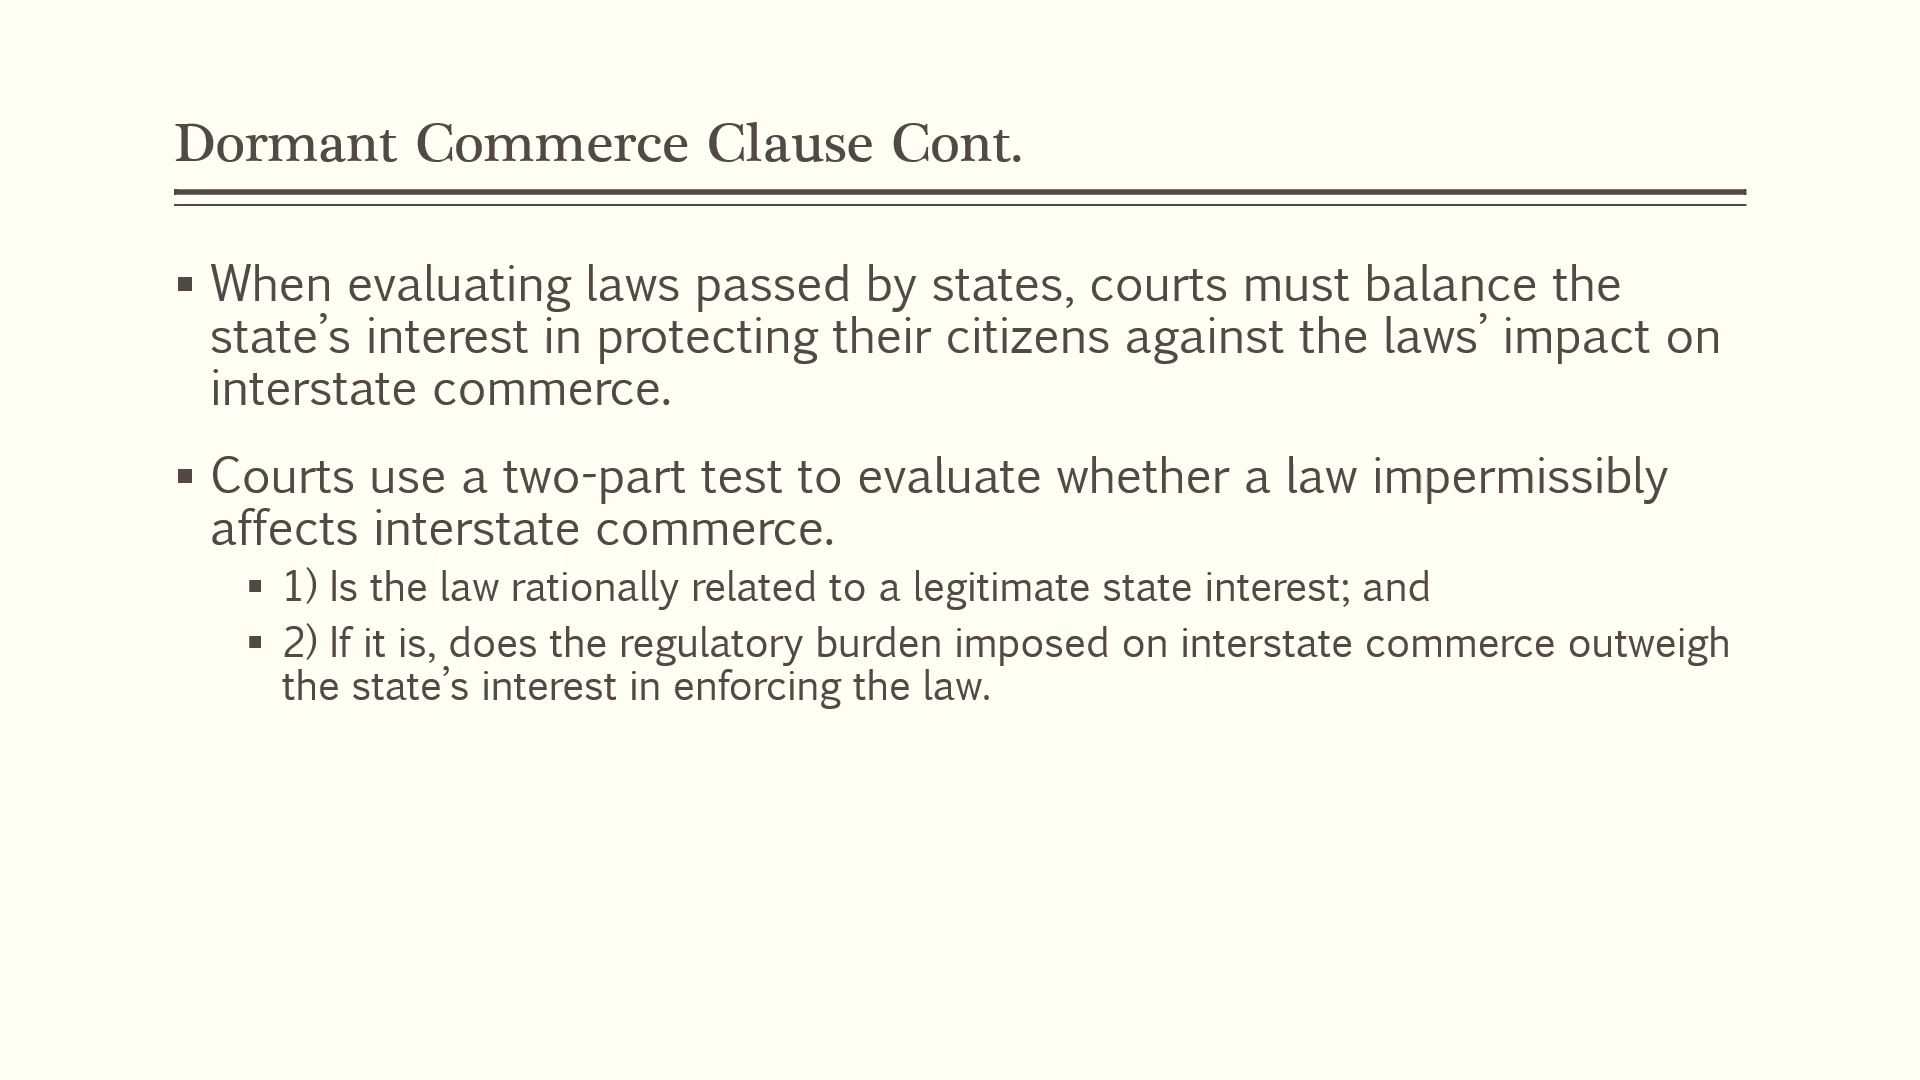 Dormant Commerce Clause Cont.
▪ When evaluating laws passed by states, courts must balance the
state’s interest in protecting their citizens against the laws’ impact on
interstate commerce.
▪ Courts use a two-part test to evaluate whether a law impermissibly
affects interstate commerce.
▪ 1) Is the law rationally related to a legitimate state interest; and
▪ 2) If it is, does the regulatory burden imposed on interstate commerce outweigh
the state’s interest in enforcing the law.